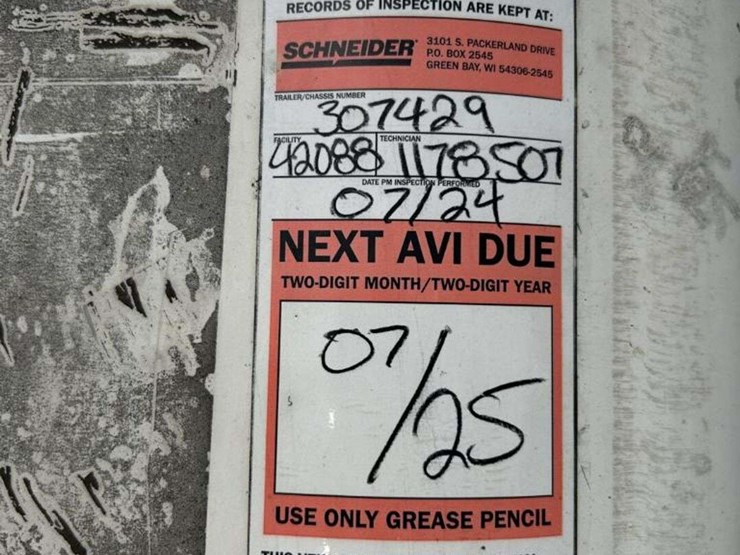 RECORDS OF INSPECTION ARE KEPT AT:
SCHNEIDER
3101 S. PACKERLAND DRIVE
P.O. BOX 2545
GREEN BAY, WI 54306-2545
TRAILER/CHASSIS NUMBER
307429
FACILITY TECHNICIAN
42088 1178507
DATE PM INSPECTION PERFORMED
07/24
NEXT AVI DUE
TWO-DIGIT MONTH/TWO-DIGIT YEAR
07/25
USE ONLY GREASE PENCIL